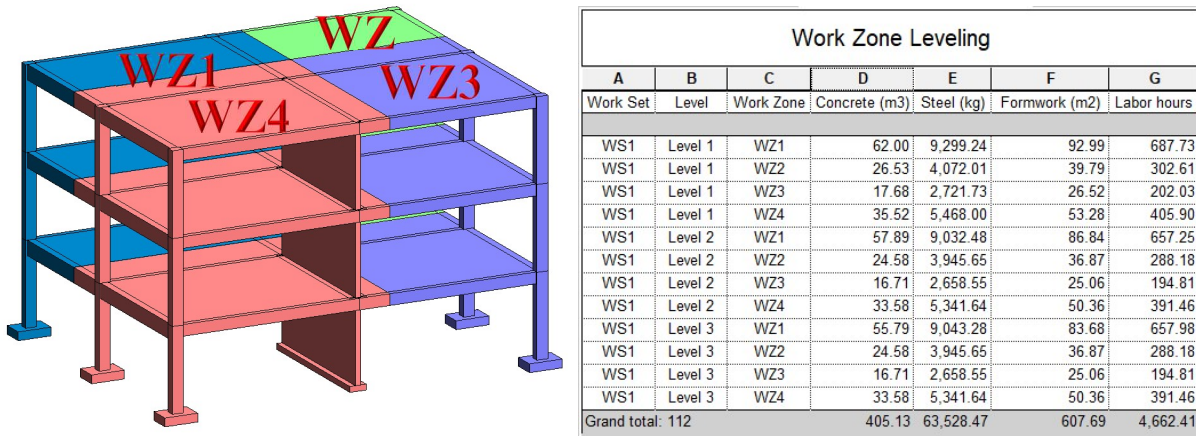 WZ
WZ1
WZ3
WZ4
Work Zone Leveling
A B C D E F G
Work Set Level Work Zone Concrete (m3) Steel (kg) Formwork (m2) Labor hours
WS1 Level 1 WZ1 62.00 9,299.24 92.99 687.73
WS1 Level 1 WZ2 26.53 4,072.01 39.79 302.61
WS1 Level 1 WZ3 17.68 2,721.73 26.52 202.03
WS1 Level 1 WZ4 35.52 5,468.00 53.28 405.90
WS1 Level 2 WZ1 57.89 9,032.48 86.84 657.25
WS1 Level 2 WZ2 24.58 3,945.65 36.87 288.18
WS1 Level 2 WZ3 16.71 2,658.55 25.06 194.81
WS1 Level 2 WZ4 33.58 5,341.64 50.36 391.46
WS1 Level 3 WZ1 55.79 9,043.28 83.68 657.98
WS1 Level 3 WZ2 24.58 3,945.65 36.87 288.18
WS1 Level 3 WZ3 16.71 2,658.55 25.06 194.81
WS1 Level 3 WZ4 33.58 5,341.64 50.36 391.46
Grand total: 112 405.13 63,528.47 607.69 4,662.41